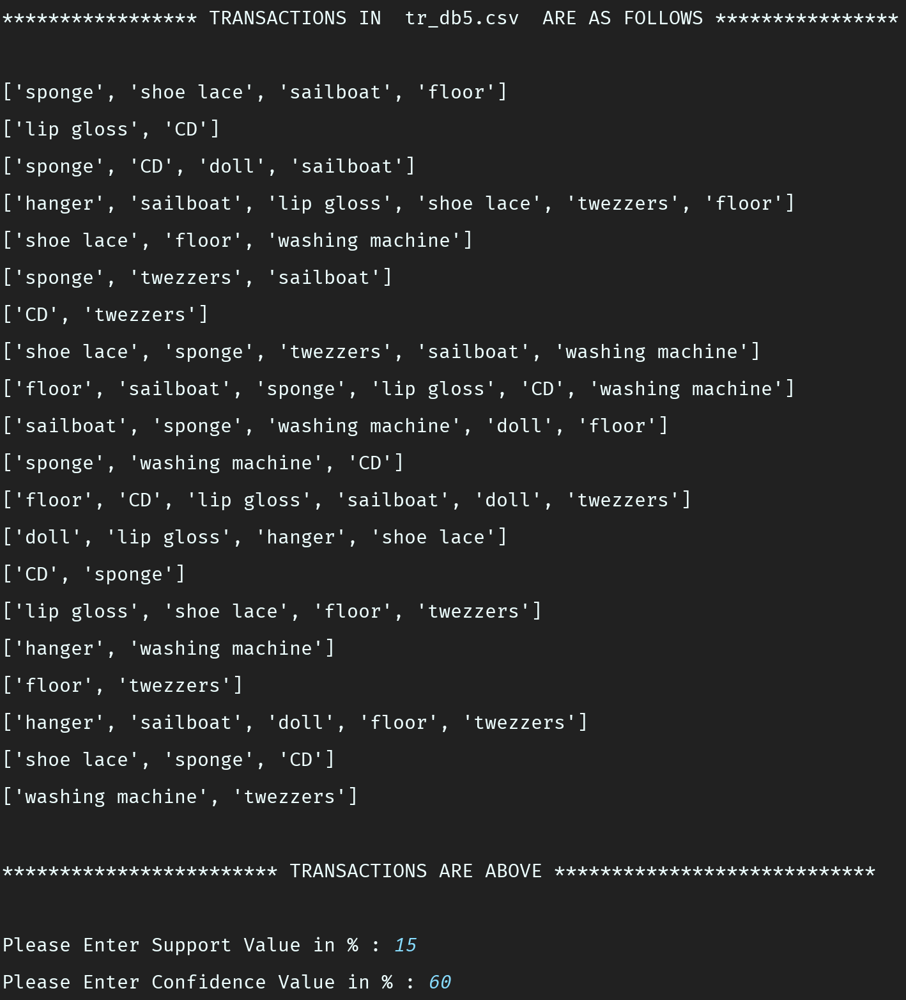 ***************** TRANSACTIONS IN  tr_db5.csv  ARE AS FOLLOWS ****************
['sponge', 'shoe lace', 'sailboat', 'floor']
['lip gloss', 'CD']
['sponge', 'CD', 'doll', 'sailboat']
['hanger', 'sailboat', 'lip gloss', 'shoe lace', 'twezzers', 'floor']
['shoe lace', 'floor', 'washing machine']
['sponge', 'twezzers', 'sailboat']
['CD', 'twezzers']
['shoe lace', 'sponge', 'twezzers', 'sailboat', 'washing machine']
['floor', 'sailboat', 'sponge', 'lip gloss', 'CD', 'washing machine']
['sailboat', 'sponge', 'washing machine', 'doll', 'floor']
['sponge', 'washing machine', 'CD']
['floor', 'CD', 'lip gloss', 'sailboat', 'doll', 'twezzers']
['doll', 'lip gloss', 'hanger', 'shoe lace']
['CD', 'sponge']
['lip gloss', 'shoe lace', 'floor', 'twezzers']
['hanger', 'washing machine']
['floor', 'twezzers']
['hanger', 'sailboat', 'doll', 'floor', 'twezzers']
['shoe lace', 'sponge', 'CD']
['washing machine', 'twezzers']
************************ TRANSACTIONS ARE ABOVE ****************************
Please Enter Support Value in % : 15
Please Enter Confidence Value in % : 60